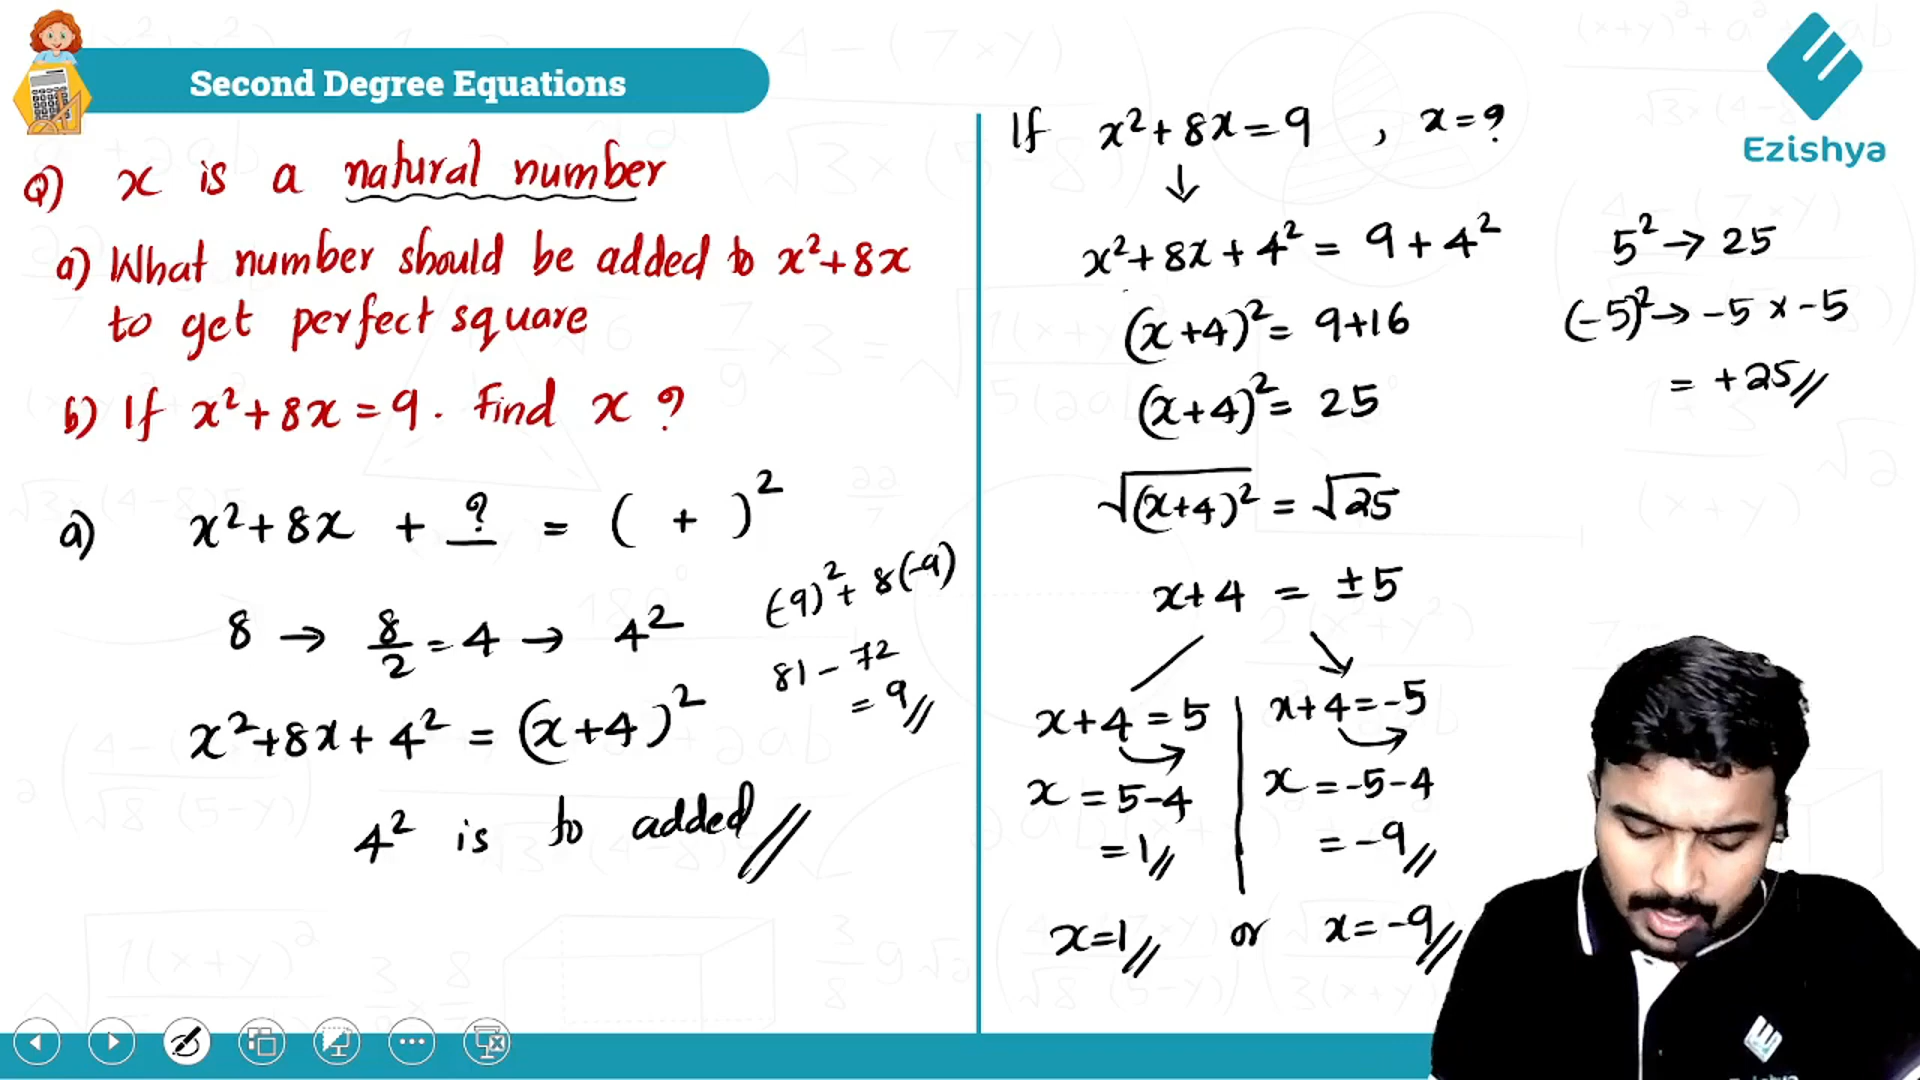 Second Degree Equations
Q) x is a natural number
a) What number should be added to x²+8x
to get perfect square
b) If x²+8x=9. Find x ?
a) x²+8x + ? = ( + )²
8 → 8/2 = 4 → 4²
x²+8x+4² = (x+4)²
4² is to added
(-9)²+8(-9)
81-72
=9
If x²+8x=9 , x=?
↓
x²+8x+4² = 9+4²
(x+4)² = 9+16
(x+4)² = 25
√(x+4)² = √25
x+4 = ±5
x+4=5
x=5-4
=1
x+4=-5
x=-5-4
=-9
x=1 or x=-9
5² → 25
(-5)² → -5 × -5
= +25
Ezishya
Ezishya